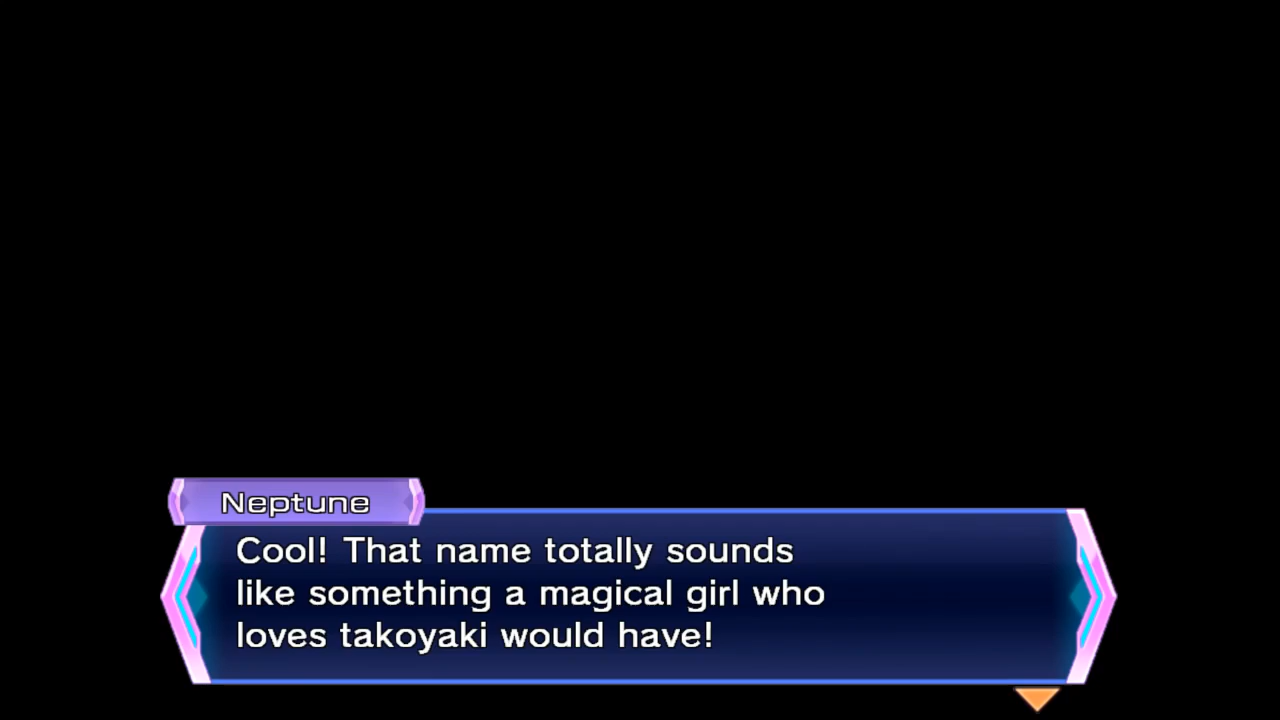 Neptune
Cool! That name totally sounds
like something a magical girl who
loves takoyaki would have!